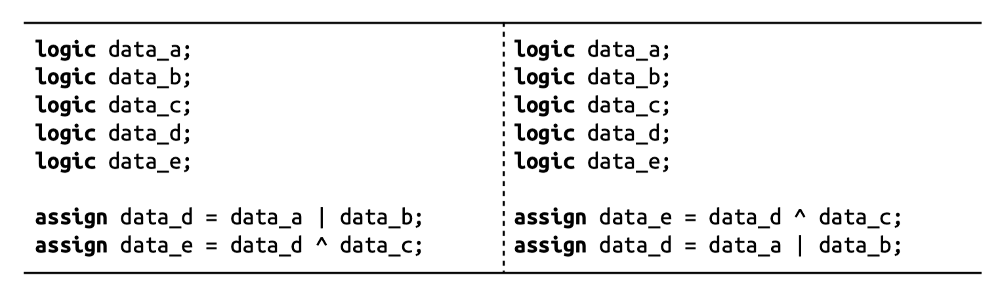 logic data_a;
logic data_b;
logic data_c;
logic data_d;
logic data_e;
assign data_d = data_a | data_b;
assign data_e = data_d ^ data_c;
logic data_a;
logic data_b;
logic data_c;
logic data_d;
logic data_e;
assign data_e = data_d ^ data_c;
assign data_d = data_a | data_b;